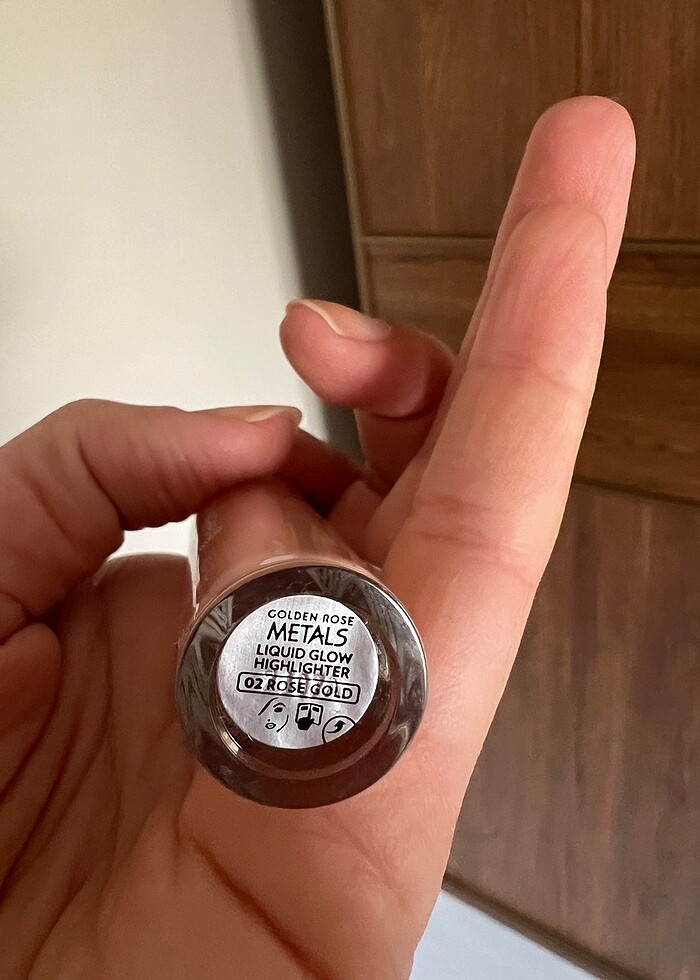 GOLDEN ROSE
METALS
LIQUID GLOW
HIGHLIGHTER
02 ROSE GOLD